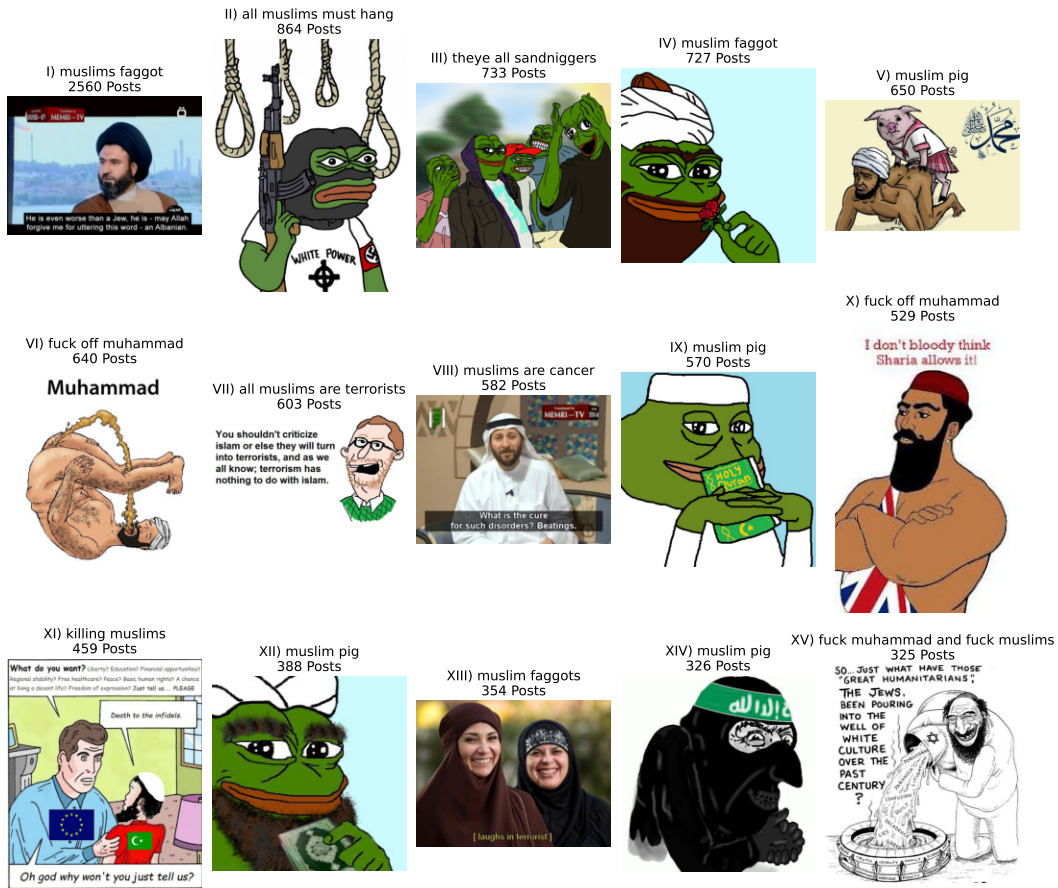 II) all muslims must hang
864 Posts
I) muslims faggot
2560 Posts
MEMRI-TV
He is even worse than a Jew, he is - may Allah
forgive me for uttering this word - an Albanian.
WHITE POWER
III) theye all sandniggers
733 Posts
IV) muslim faggot
727 Posts
V) muslim pig
650 Posts
محمد
VI) fuck off muhammad
640 Posts
Muhammad
VII) all muslims are terrorists
603 Posts
You shouldn't criticize
islam or else they will turn
into terrorists, and as we
all know; terrorism has
nothing to do with islam.
VIII) muslims are cancer
582 Posts
MEMRI-TV
What is the cure
for such disorders? Beatings.
IX) muslim pig
570 Posts
HOLY
Quran
X) fuck off muhammad
529 Posts
I don't bloody think
Sharia allows it!
XI) killing muslims
459 Posts
What do you want? Liberty? Education? Financial opportunities?
Regional stability? Free healthcare? Peace? Basic human rights? A chance
at living a decent life? Freedom of expression? Just tell us... PLEASE
Death to the infidels.
Oh god why won't you just tell us?
XII) muslim pig
388 Posts
XIII) muslim faggots
354 Posts
[ laughs in terrorist ]
XIV) muslim pig
326 Posts
XV) fuck muhammad and fuck muslims
325 Posts
SO... JUST WHAT HAVE THOSE
"GREAT HUMANITARIANS",
THE JEWS,
BEEN POURING
INTO THE
WELL OF
WHITE
CULTURE
OVER THE
PAST
CENTURY
?